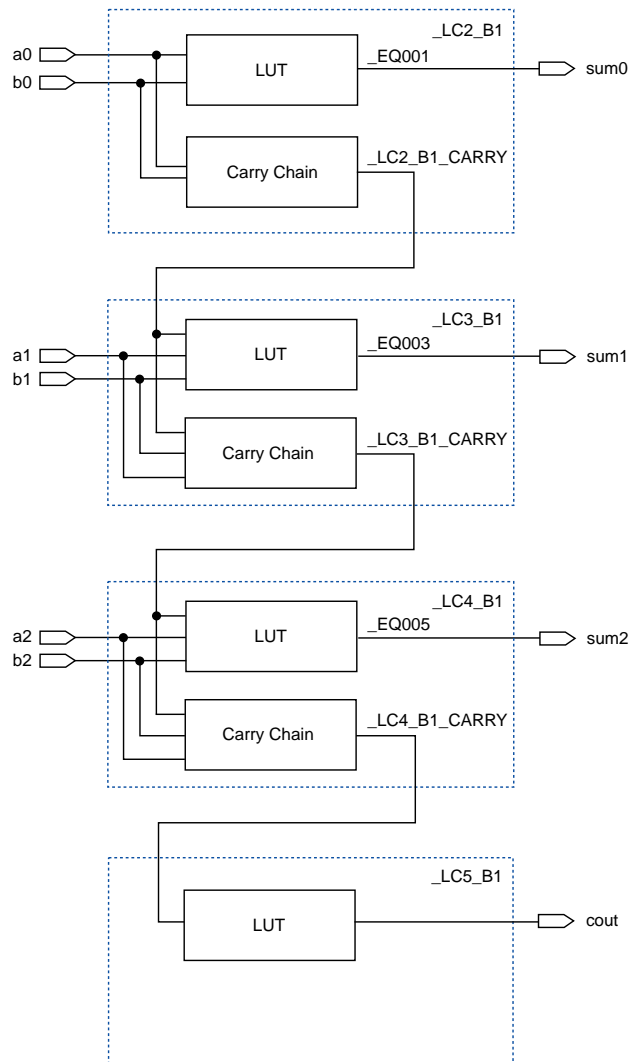 _LC2_B1
a0
LUT
_EQ001
sum0
b0
Carry Chain
_LC2_B1_CARRY
_LC3_B1
a1
LUT
_EQ003
sum1
b1
Carry Chain
_LC3_B1_CARRY
_LC4_B1
a2
LUT
_EQ005
sum2
b2
Carry Chain
_LC4_B1_CARRY
_LC5_B1
LUT
cout